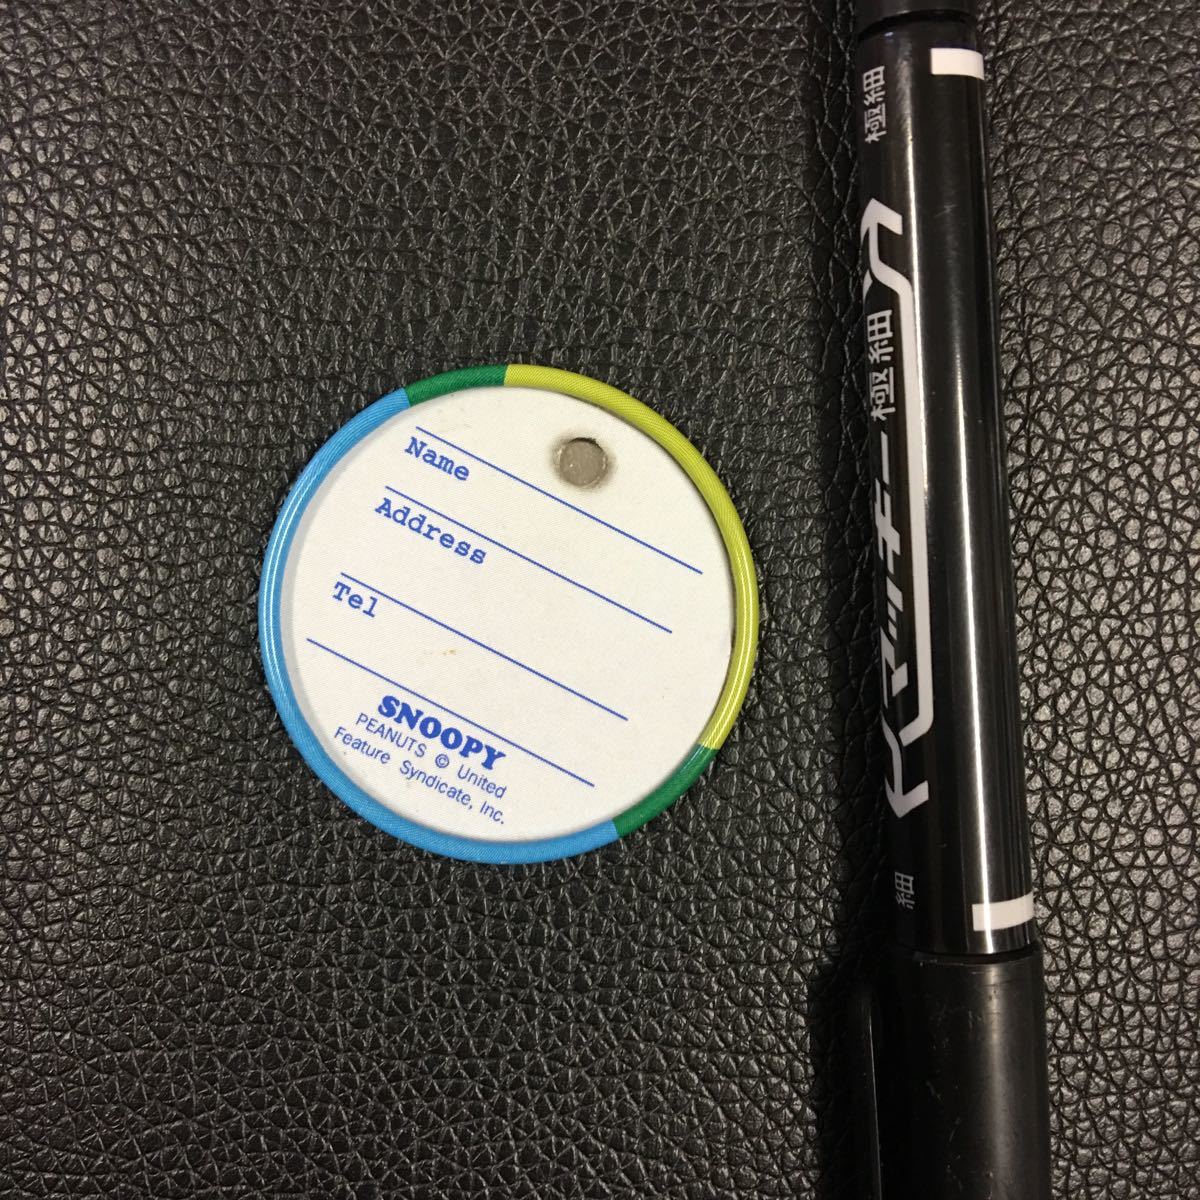 Name
Address
Tel
SNOOPY
PEANUTS © United
Feature Syndicate, Inc.
極細
マッキー極細
細